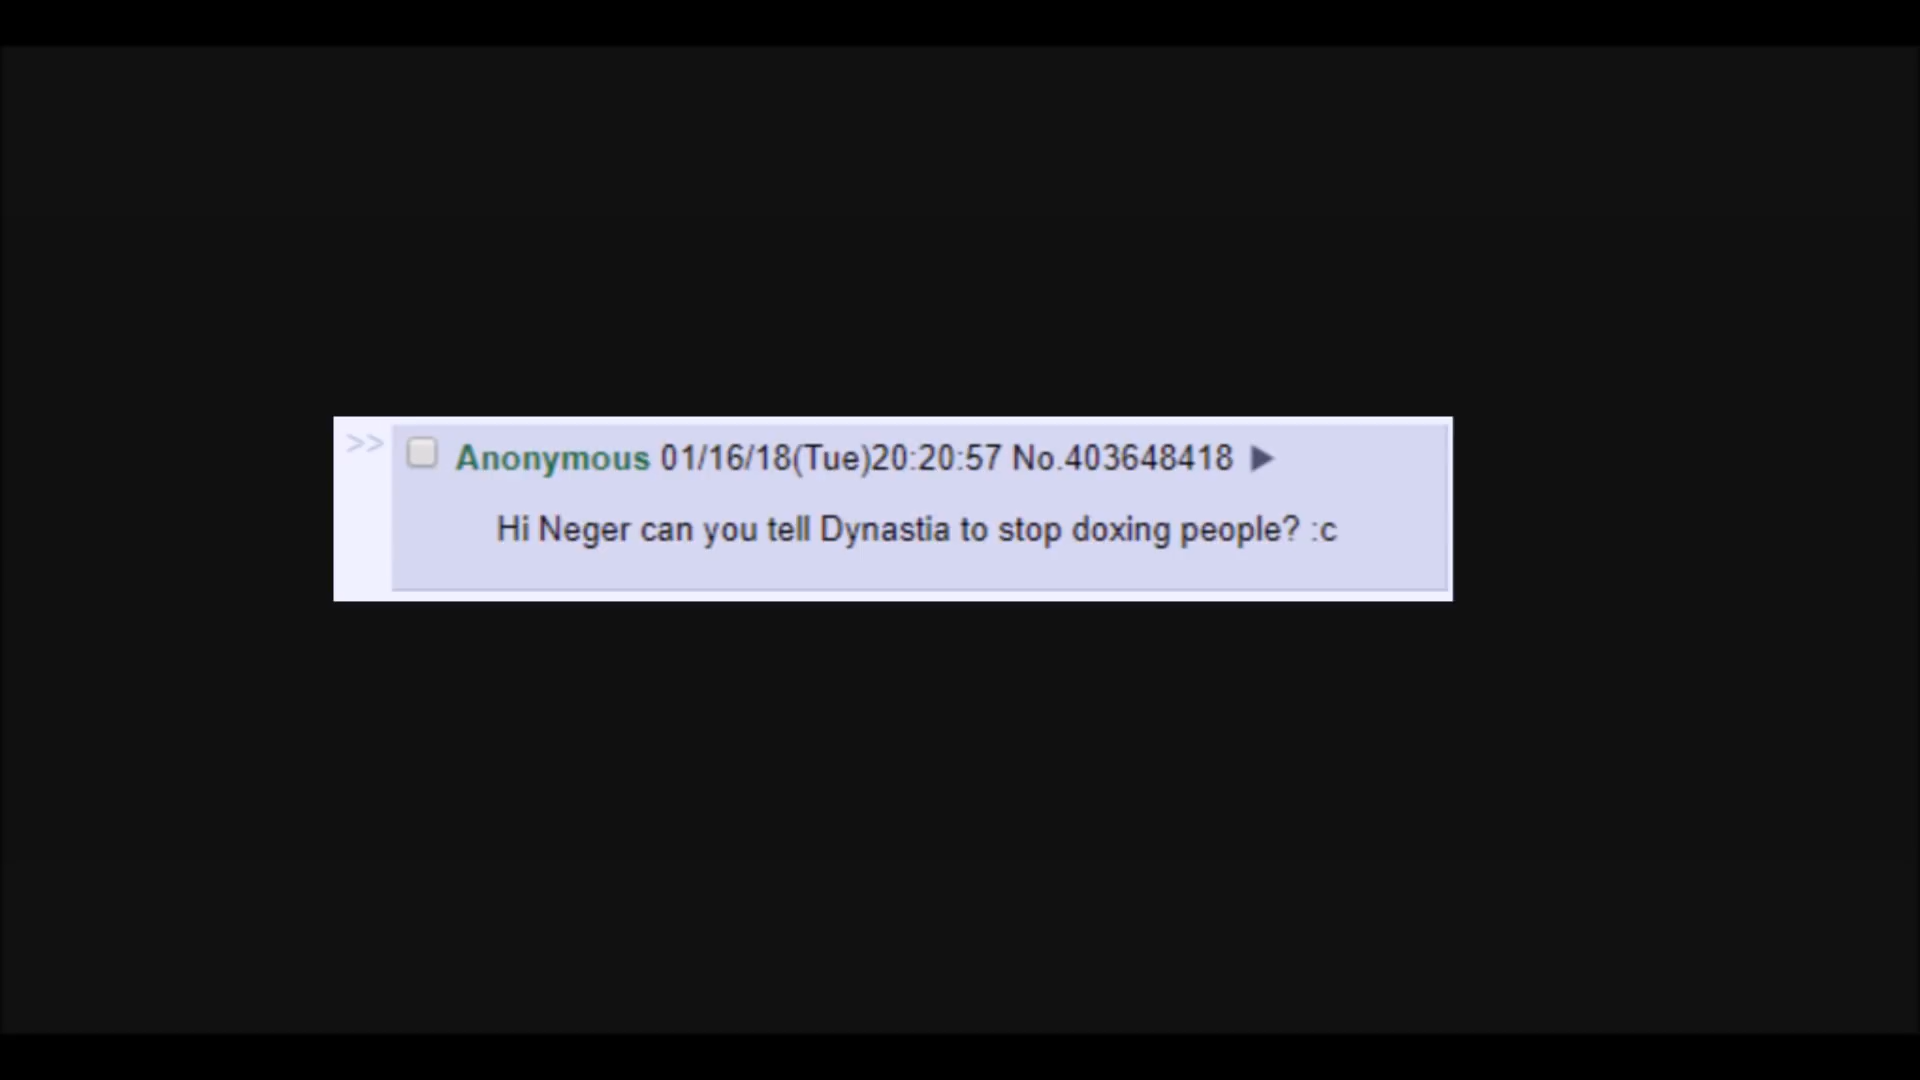 >> Anonymous 01/16/18(Tue)20:20:57 No.403648418 ▶
Hi Neger can you tell Dynastia to stop doxing people? :c